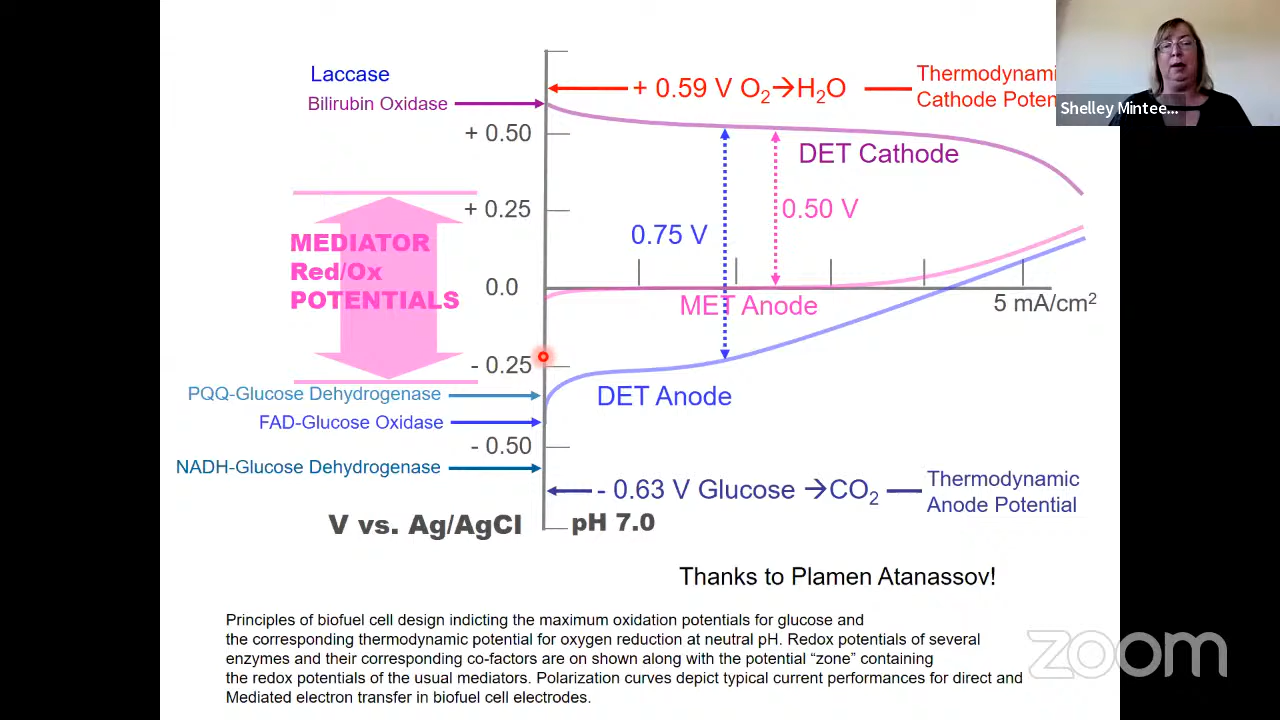 Laccase
Bilirubin Oxidase
+ 0.59 V O2→H2O
Thermodynami
Cathode Poten
Shelley Mintee...
+ 0.50
DET Cathode
+ 0.25
0.50 V
0.75 V
MEDIATOR
Red/Ox
POTENTIALS
0.0
MET Anode
5 mA/cm2
- 0.25
PQQ-Glucose Dehydrogenase
DET Anode
FAD-Glucose Oxidase
- 0.50
NADH-Glucose Dehydrogenase
- 0.63 V Glucose →CO2
Thermodynamic
Anode Potential
V vs. Ag/AgCl
pH 7.0
Thanks to Plamen Atanassov!
Principles of biofuel cell design indicting the maximum oxidation potentials for glucose and
the corresponding thermodynamic potential for oxygen reduction at neutral pH. Redox potentials of several
enzymes and their corresponding co-factors are on shown along with the potential “zone” containing
the redox potentials of the usual mediators. Polarization curves depict typical current performances for direct and
Mediated electron transfer in biofuel cell electrodes.
zoom